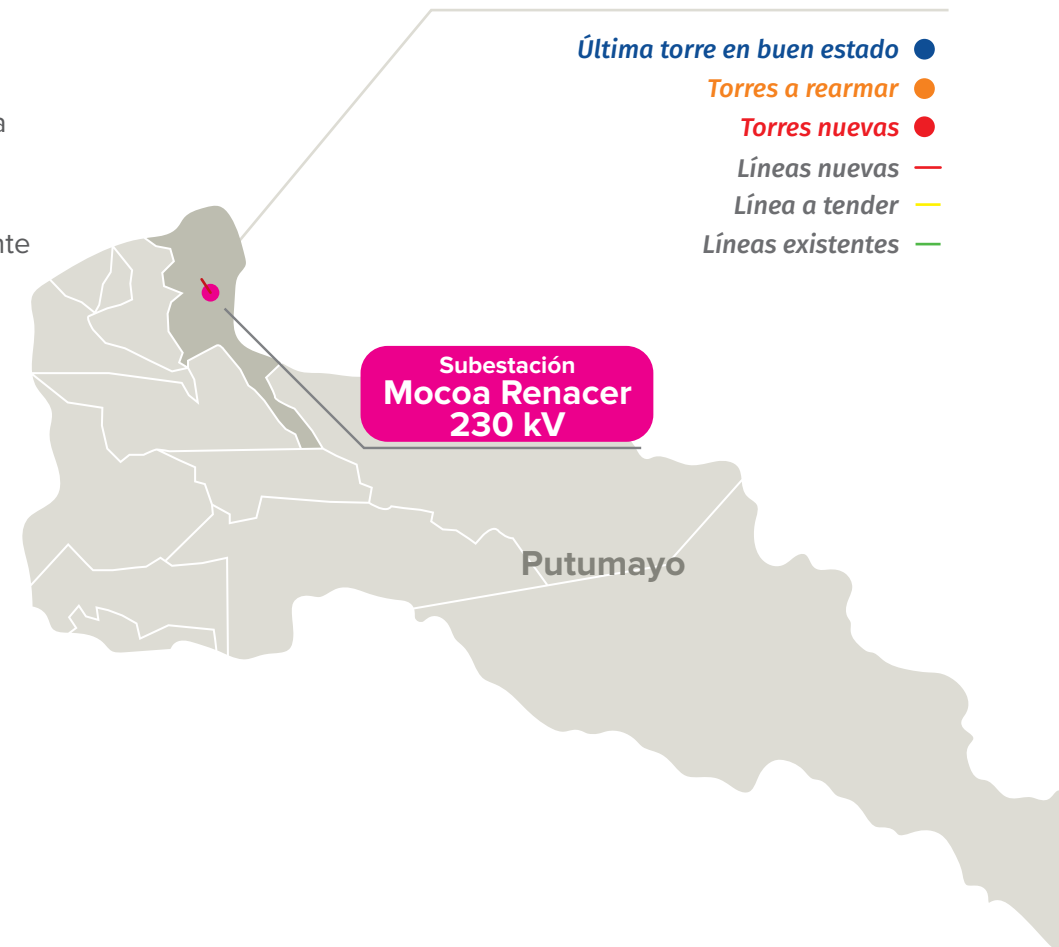 Última torre en buen estado
Torres a rearmar
Torres nuevas
Líneas nuevas
Línea a tender
Líneas existentes
Subestación
Mocoa Renacer
230 kV
Putumayo